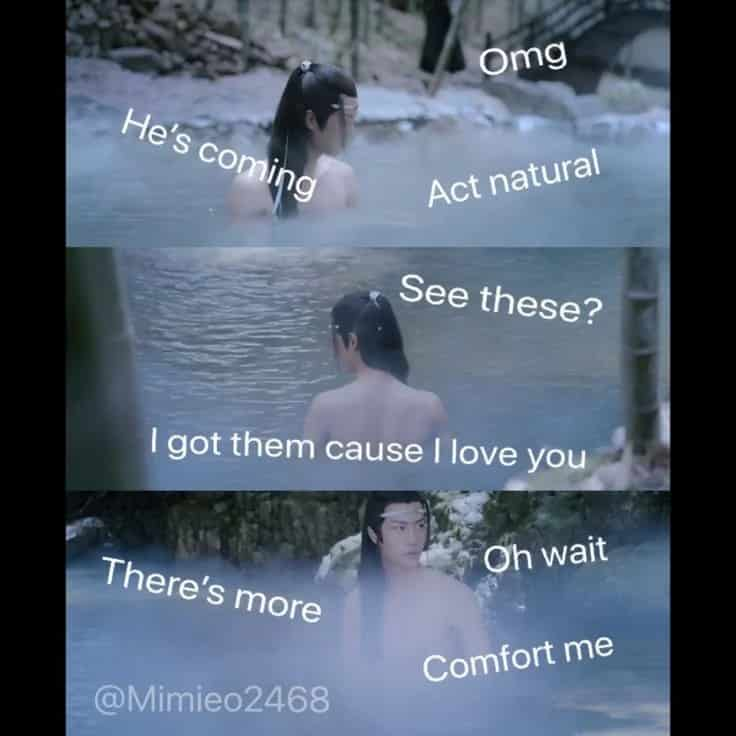 Omg
He's coming
Act natural
See these?
I got them cause I love you
There's more
Oh wait
Comfort me
@Mimieo2468